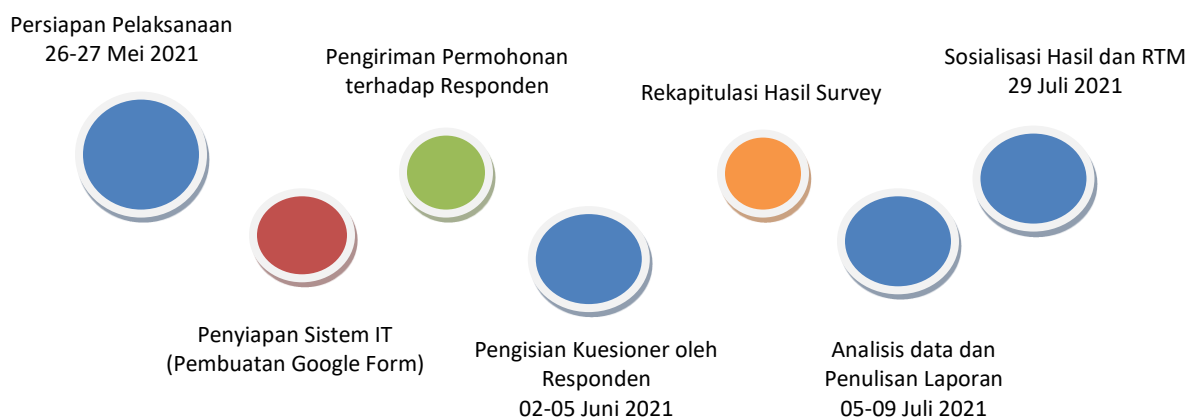 Persiapan Pelaksanaan
26-27 Mei 2021
Penyiapan Sistem IT
(Pembuatan Google Form)
Pengiriman Permohonan
terhadap Responden
Pengisian Kuesioner oleh
Responden
02-05 Juni 2021
Rekapitulasi Hasil Survey
Analisis data dan
Penulisan Laporan
05-09 Juli 2021
Sosialisasi Hasil dan RTM
29 Juli 2021